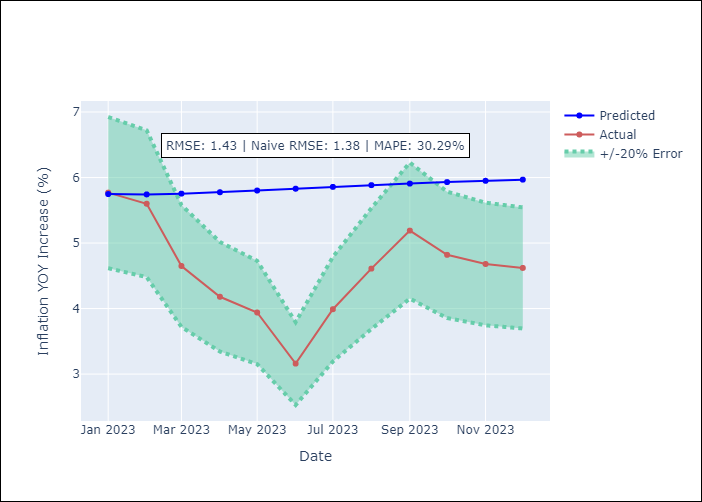 RMSE: 1.43 | Naive RMSE: 1.38 | MAPE: 30.29%
Predicted
Actual
+/-20% Error
Inflation YOY Increase (%)
7
6
5
4
3
Jan 2023 Mar 2023 May 2023 Jul 2023 Sep 2023 Nov 2023
Date